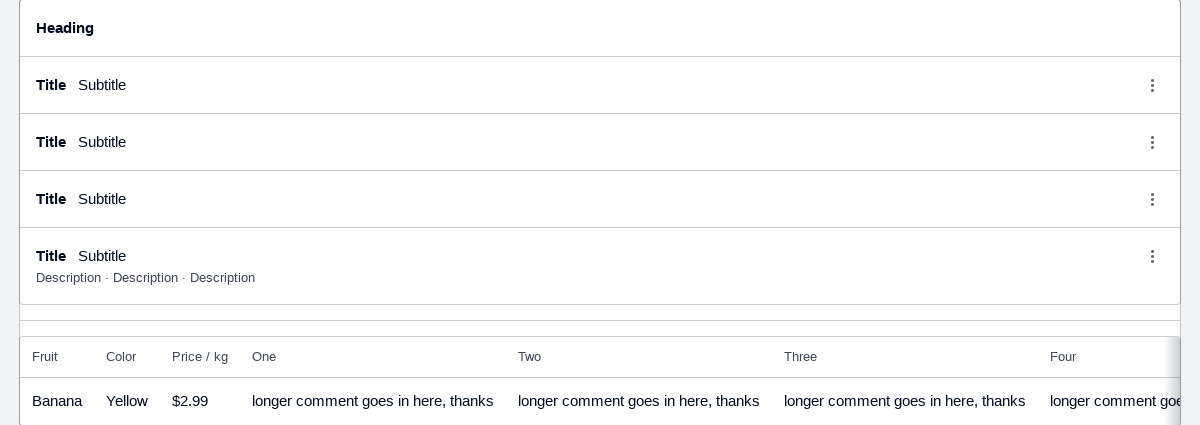 Heading
Title Subtitle
Title Subtitle
Title Subtitle
Title Subtitle
Description · Description · Description
Fruit Color Price / kg One Two Three Four
Banana Yellow $2.99 longer comment goes in here, thanks longer comment goes in here, thanks longer comment goes in here, thanks longer comment